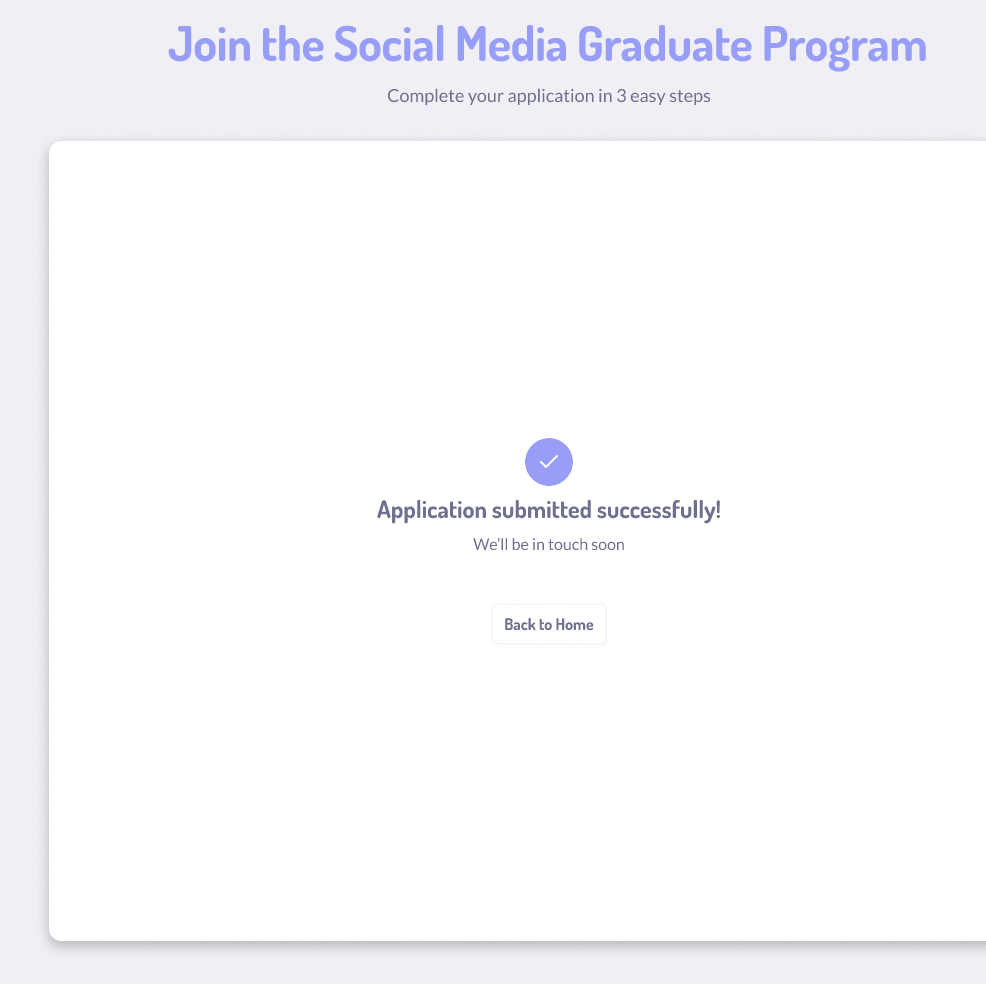 Join the Social Media Graduate Program
Complete your application in 3 easy steps
Application submitted successfully!
We'll be in touch soon
Back to Home